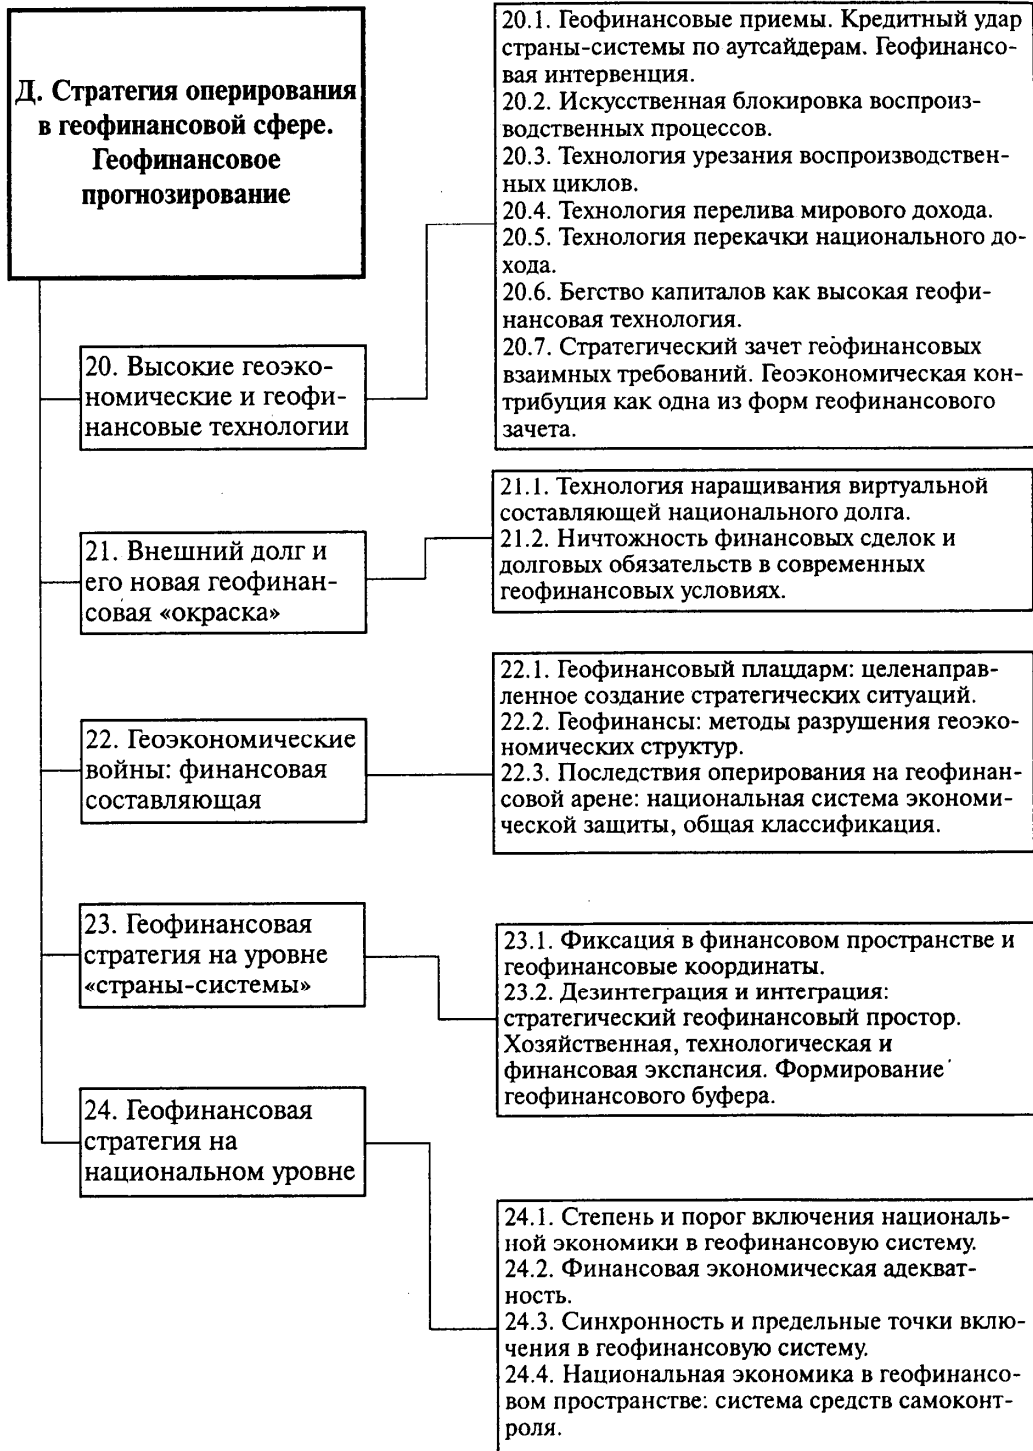 Д. Стратегия оперирования
в геофинансовой сфере.
Геофинансовое
прогнозирование
20. Высокие геоэко-
номические и геофи-
нансовые технологии
20.1. Геофинансовые приемы. Кредитный удар
страны-системы по аутсайдерам. Геофинансо-
вая интервенция.
20.2. Искусственная блокировка воспроиз-
водственных процессов.
20.3. Технология урезания воспроизводствен-
ных циклов.
20.4. Технология перелива мирового дохода.
20.5. Технология перекачки национального до-
хода.
20.6. Бегство капиталов как высокая геофи-
нансовая технология.
20.7. Стратегический зачет геофинансовых
взаимных требований. Геоэкономическая кон-
трибуция как одна из форм геофинансового
зачета.
21. Внешний долг и
его новая геофинан-
совая «окраска»
21.1. Технология наращивания виртуальной
составляющей национального долга.
21.2. Ничтожность финансовых сделок и
долговых обязательств в современных
геофинансовых условиях.
22. Геоэкономические
войны: финансовая
составляющая
22.1. Геофинансовый плацдарм: целенаправ-
ленное создание стратегических ситуаций.
22.2. Геофинансы: методы разрушения геоэко-
номических структур.
22.3. Последствия оперирования на геофинан-
совой арене: национальная система экономи-
ческой защиты, общая классификация.
23. Геофинансовая
стратегия на уровне
«страны-системы»
23.1. Фиксация в финансовом пространстве и
геофинансовые координаты.
23.2. Дезинтеграция и интеграция:
стратегический геофинансовый простор.
Хозяйственная, технологическая и
финансовая экспансия. Формирование
геофинансового буфера.
24. Геофинансовая
стратегия на
национальном уровне
24.1. Степень и порог включения националь-
ной экономики в геофинансовую систему.
24.2. Финансовая экономическая адекват-
ность.
24.3. Синхронность и предельные точки вклю-
чения в геофинансовую систему.
24.4. Национальная экономика в геофинансо-
вом пространстве: система средств самоконт-
роля.